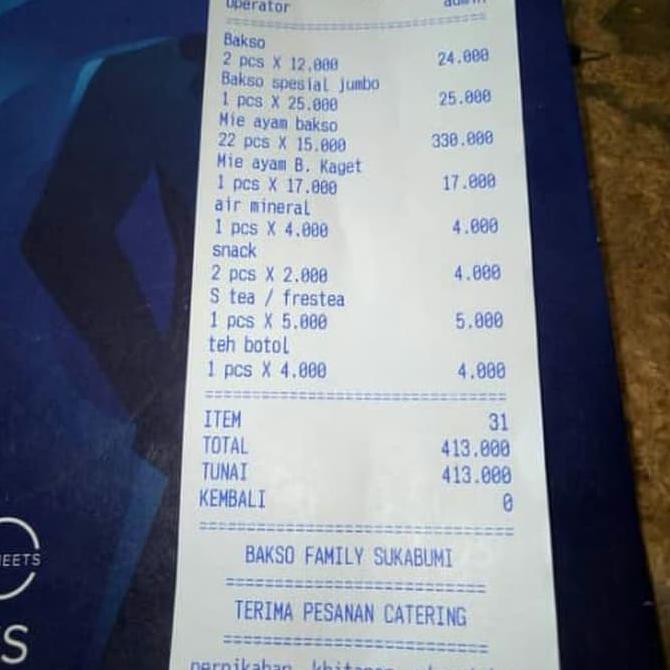 Operator admin
Bakso
2 pcs X 12.000 24.000
Bakso spesial jumbo
1 pcs X 25.000 25.000
Mie ayam bakso
22 pcs X 15.000 330.000
Mie ayam B. Kaget
1 pcs X 17.000 17.000
air mineral
1 pcs X 4.000 4.000
snack
2 pcs X 2.000 4.000
S tea / frestea
1 pcs X 5.000 5.000
teh botol
1 pcs X 4.000 4.000
ITEM 31
TOTAL 413.000
TUNAI 413.000
KEMBALI 0
BAKSO FAMILY SUKABUMI
TERIMA PESANAN CATERING
pernikahan, khitanan
EETS
S